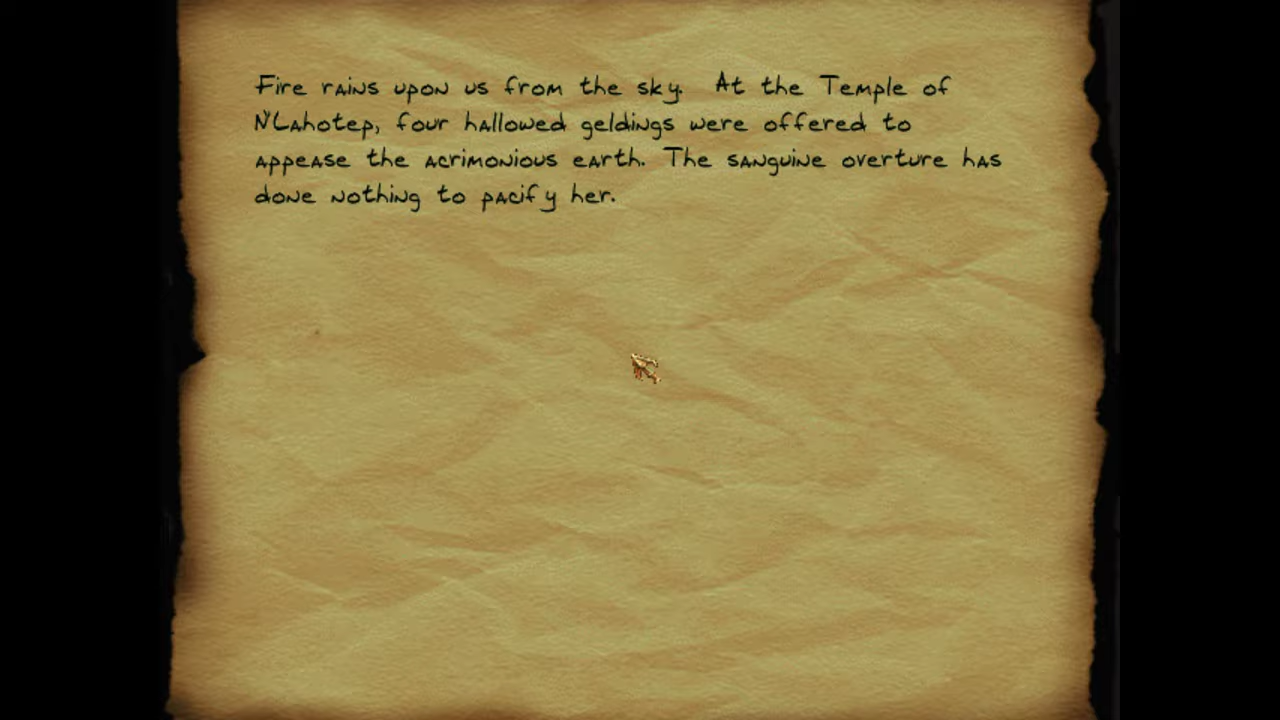 Fire rains upon us from the sky. At the Temple of
N'Lahotep, four hallowed geldings were offered to
appease the acrimonious earth. The sanguine overture has
done nothing to pacify her.